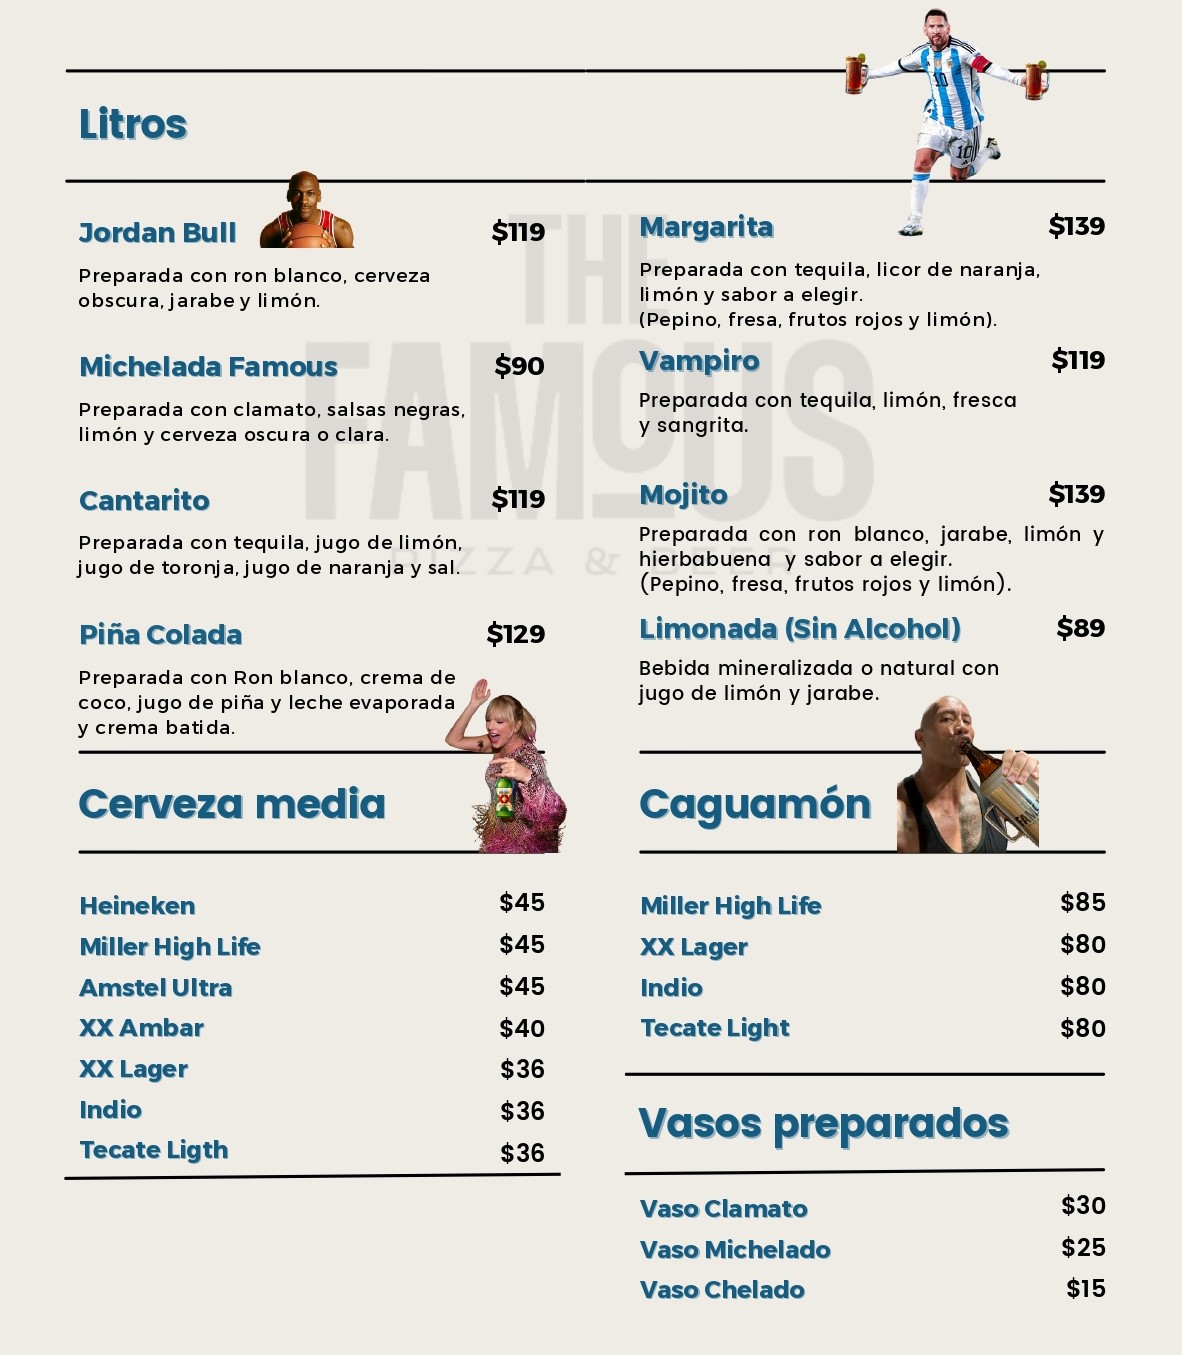 Litros
Jordan Bull $119
Preparada con ron blanco, cerveza
obscura, jarabe y limón.
Michelada Famous $90
Preparada con clamato, salsas negras,
limón y cerveza oscura o clara.
Cantarito $119
Preparada con tequila, jugo de limón,
jugo de toronja, jugo de naranja y sal.
Piña Colada $129
Preparada con Ron blanco, crema de
coco, jugo de piña y leche evaporada
y crema batida.
Margarita $139
Preparada con tequila, licor de naranja,
limón y sabor a elegir.
(Pepino, fresa, frutos rojos y limón).
Vampiro $119
Preparada con tequila, limón, fresca
y sangrita.
Mojito $139
Preparada con ron blanco, jarabe, limón y
hierbabuena y sabor a elegir.
(Pepino, fresa, frutos rojos y limón).
Limonada (Sin Alcohol) $89
Bebida mineralizada o natural con
jugo de limón y jarabe.
THE
FAMOUS
PIZZA & BEER
10
10
Cerveza media
XX
Heineken $45
Miller High Life $45
Amstel Ultra $45
XX Ambar $40
XX Lager $36
Indio $36
Tecate Ligth $36
Caguamón
Miller High Life $85
XX Lager $80
Indio $80
Tecate Light $80
Vasos preparados
Vaso Clamato $30
Vaso Michelado $25
Vaso Chelado $15